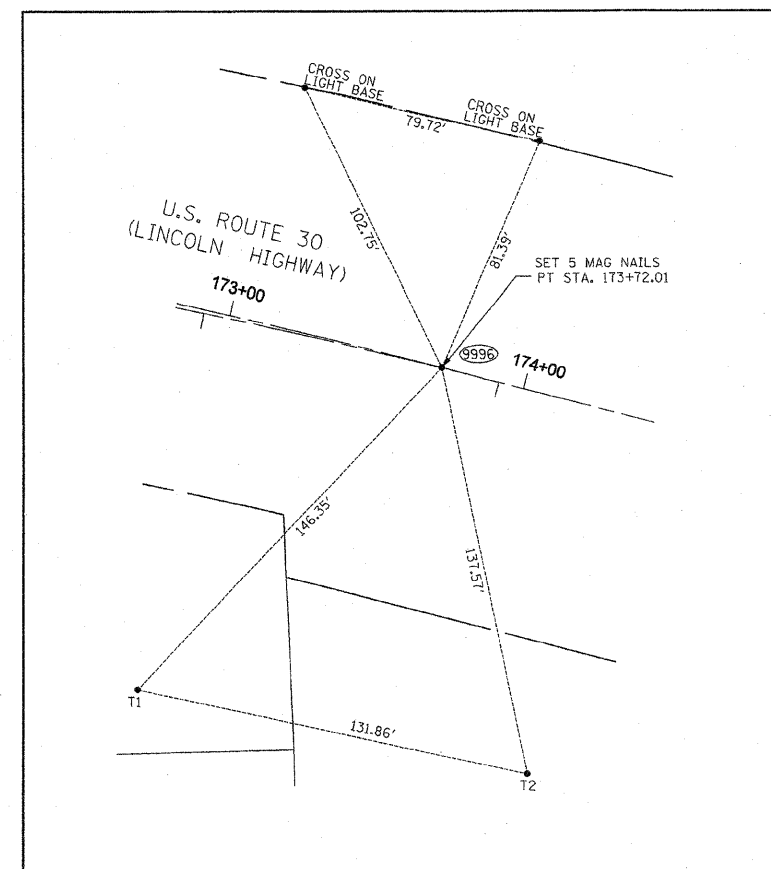 CROSS ON
LIGHT BASE
CROSS ON
LIGHT BASE
79.72'
102.75'
81.39'
U.S. ROUTE 30
(LINCOLN HIGHWAY)
SET 5 MAG NAILS
PT STA. 173+72.01
173+00
9996
174+00
146.35'
137.57'
T1
131.86'
T2